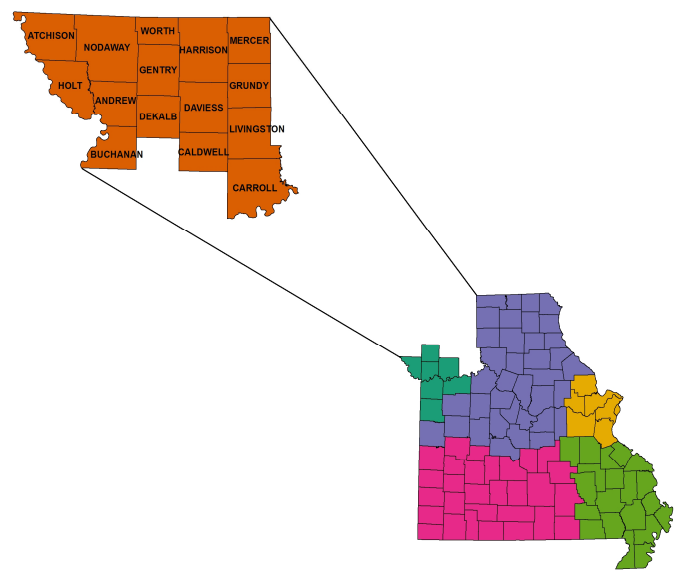 WORTH
ATCHISON
MERCER
NODAWAY
HARRISON
GENTRY
HOLT
GRUNDY
ANDREW
DAVIESS
DEKALB
LIVINGSTON
BUCHANAN
CALDWELL
CARROLL